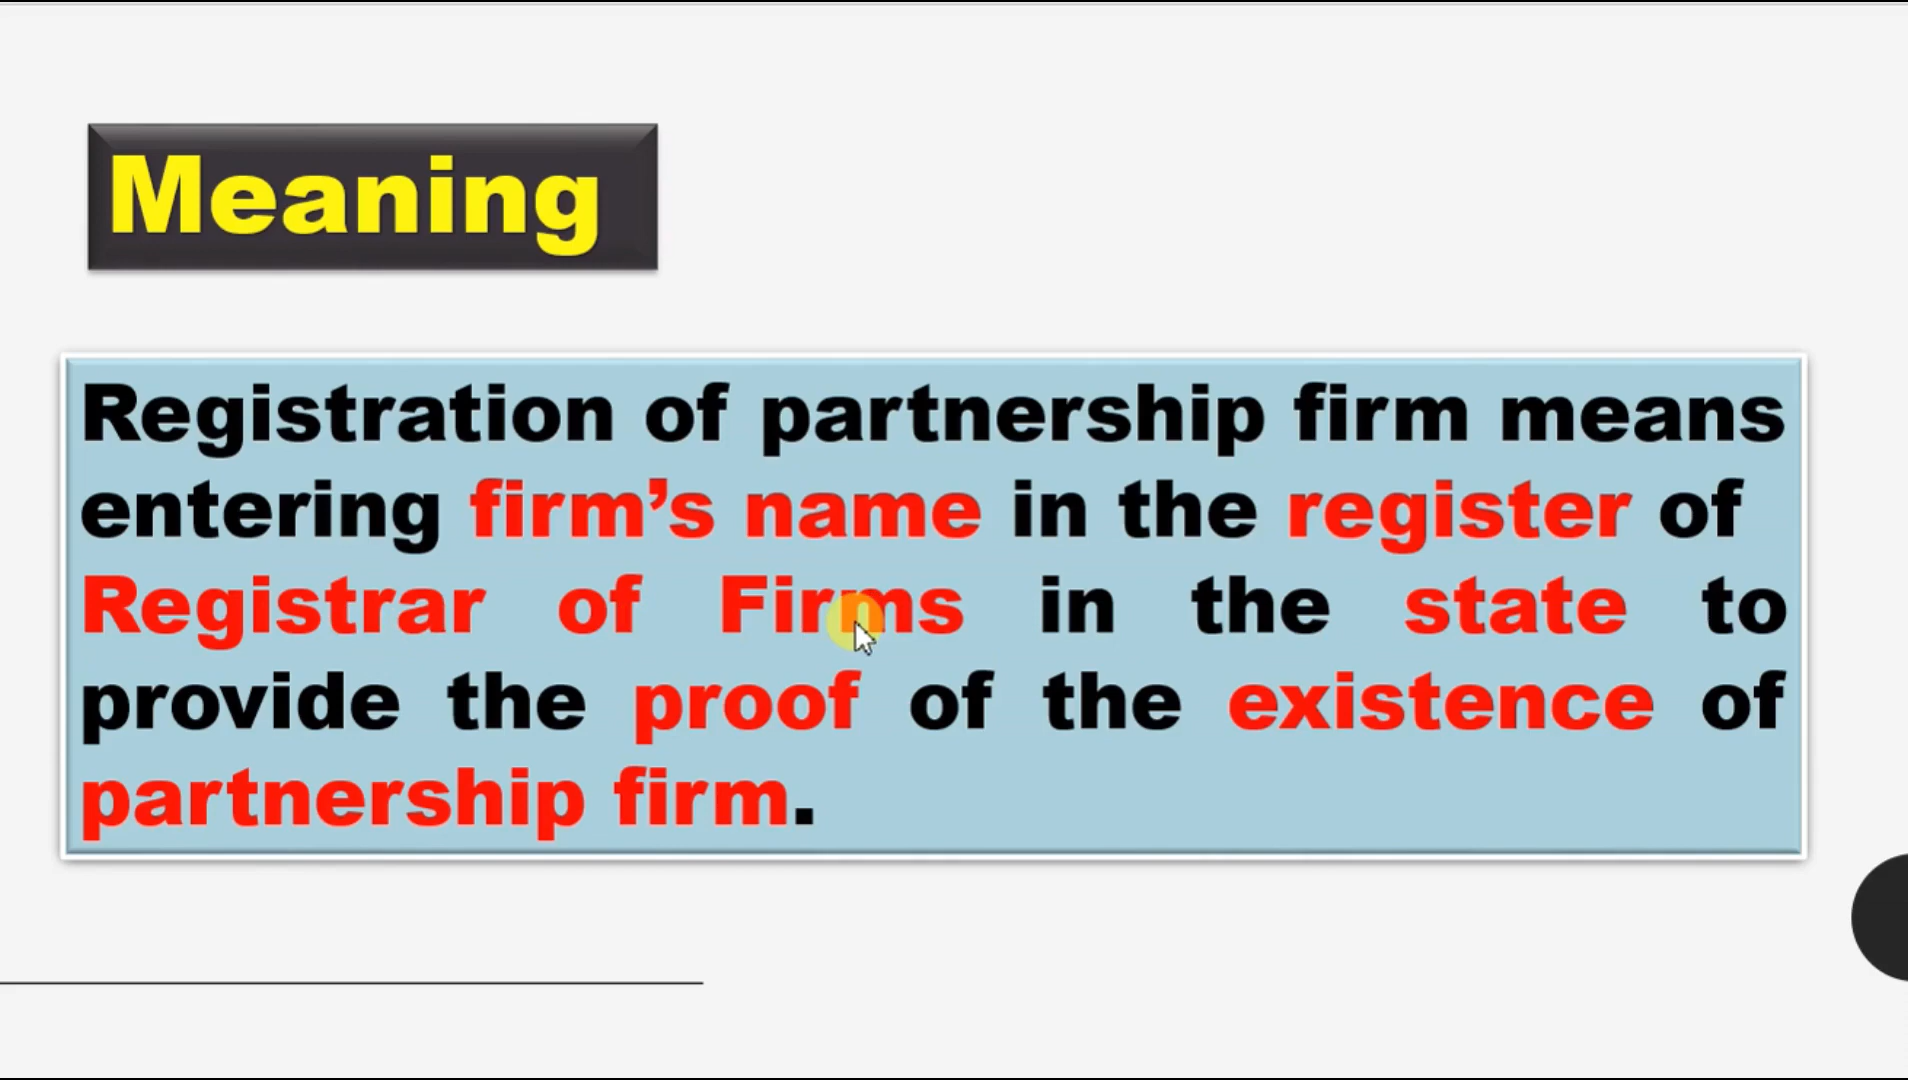 Meaning
Registration of partnership firm means
entering firm’s name in the register of
Registrar of Firms in the state to
provide the proof of the existence of
partnership firm.